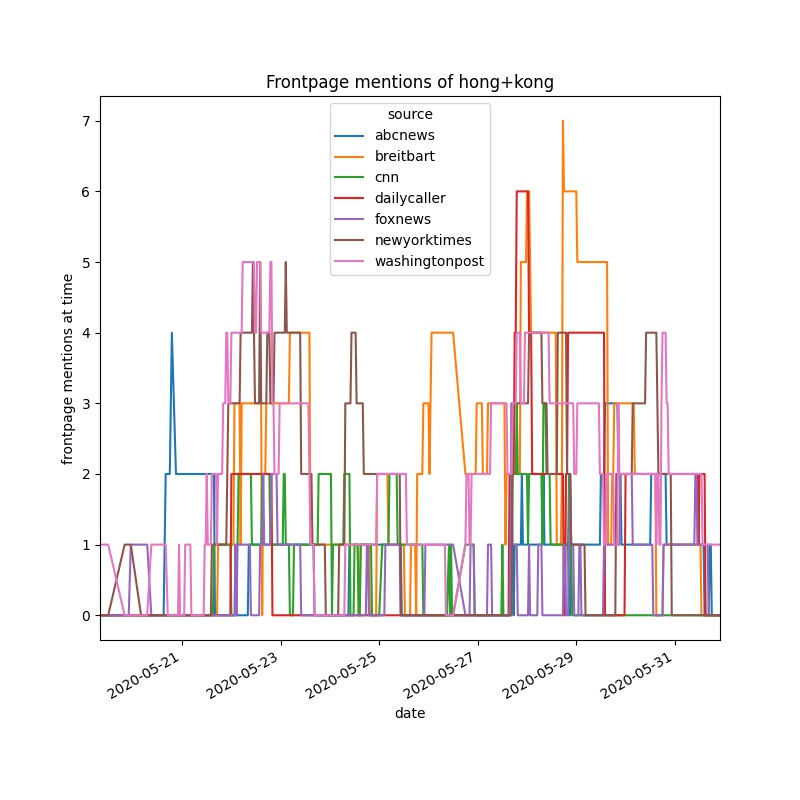 Frontpage mentions of hong+kong
source
abcnews
breitbart
cnn
dailycaller
foxnews
newyorktimes
washingtonpost
frontpage mentions at time
7
6
5
4
3
2
1
0
2020-05-21
2020-05-23
2020-05-25
2020-05-27
2020-05-29
2020-05-31
date